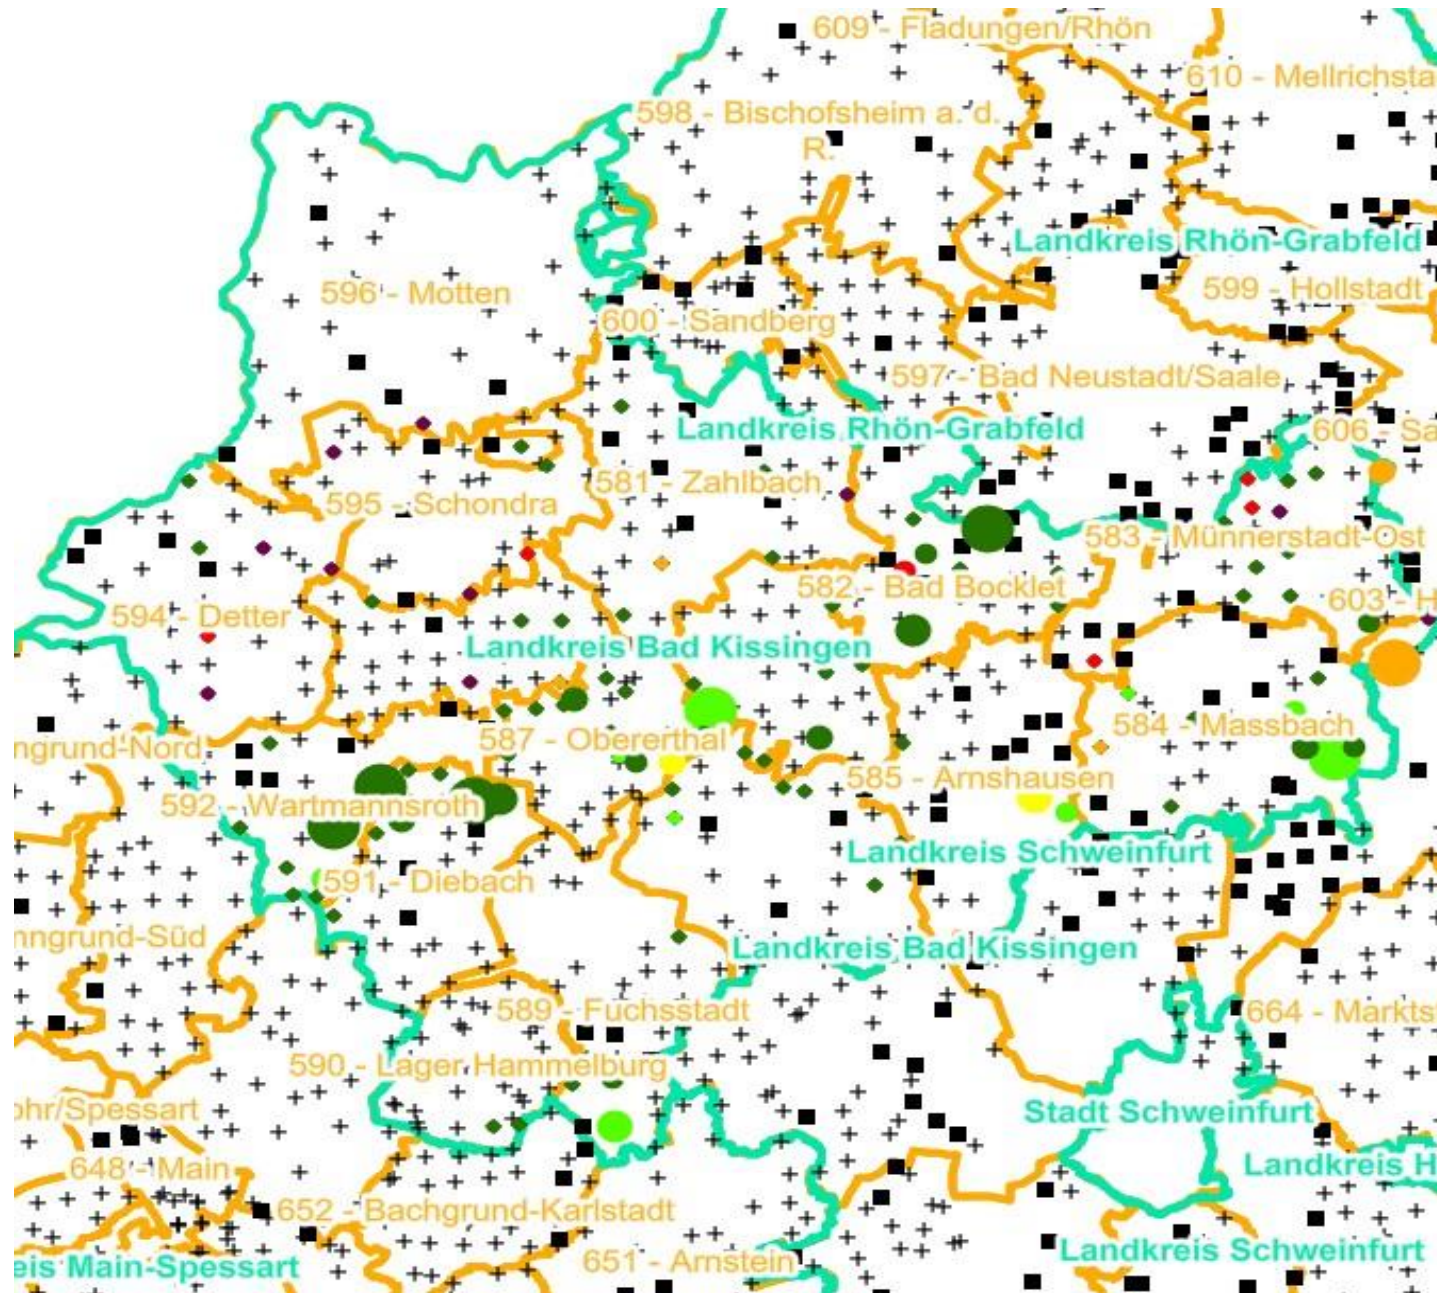 609 - Fladungen/Rhön
610 - Mellrichsta
598 - Bischofsheim a. d.
R.
Landkreis Rhön-Grabfeld
596 - Motten
599 - Hollstadt
600 - Sandberg
597 - Bad Neustadt/Saale
Landkreis Rhön-Grabfeld
606 - Sa
581 - Zahlbach
595 - Schondra
583 - Münnerstadt-Ost
582 - Bad Bocklet
603 - H
594 - Detter
Landkreis Bad Kissingen
584 - Massbach
587 - Obererthal
ngrund-Nord
585 - Arnshausen
592 - Wartmannsroth
Landkreis Schweinfurt
591 - Diebach
nngrund-Süd
Landkreis Bad Kissingen
589 - Fuchsstadt
664 - Markts
590 - Lager Hammelburg
ohr/Spessart
Stadt Schweinfurt
648 - Main
Landkreis H
652 - Bachgrund-Karlstadt
Landkreis Schweinfurt
651 - Arnstein
eis Main-Spessart